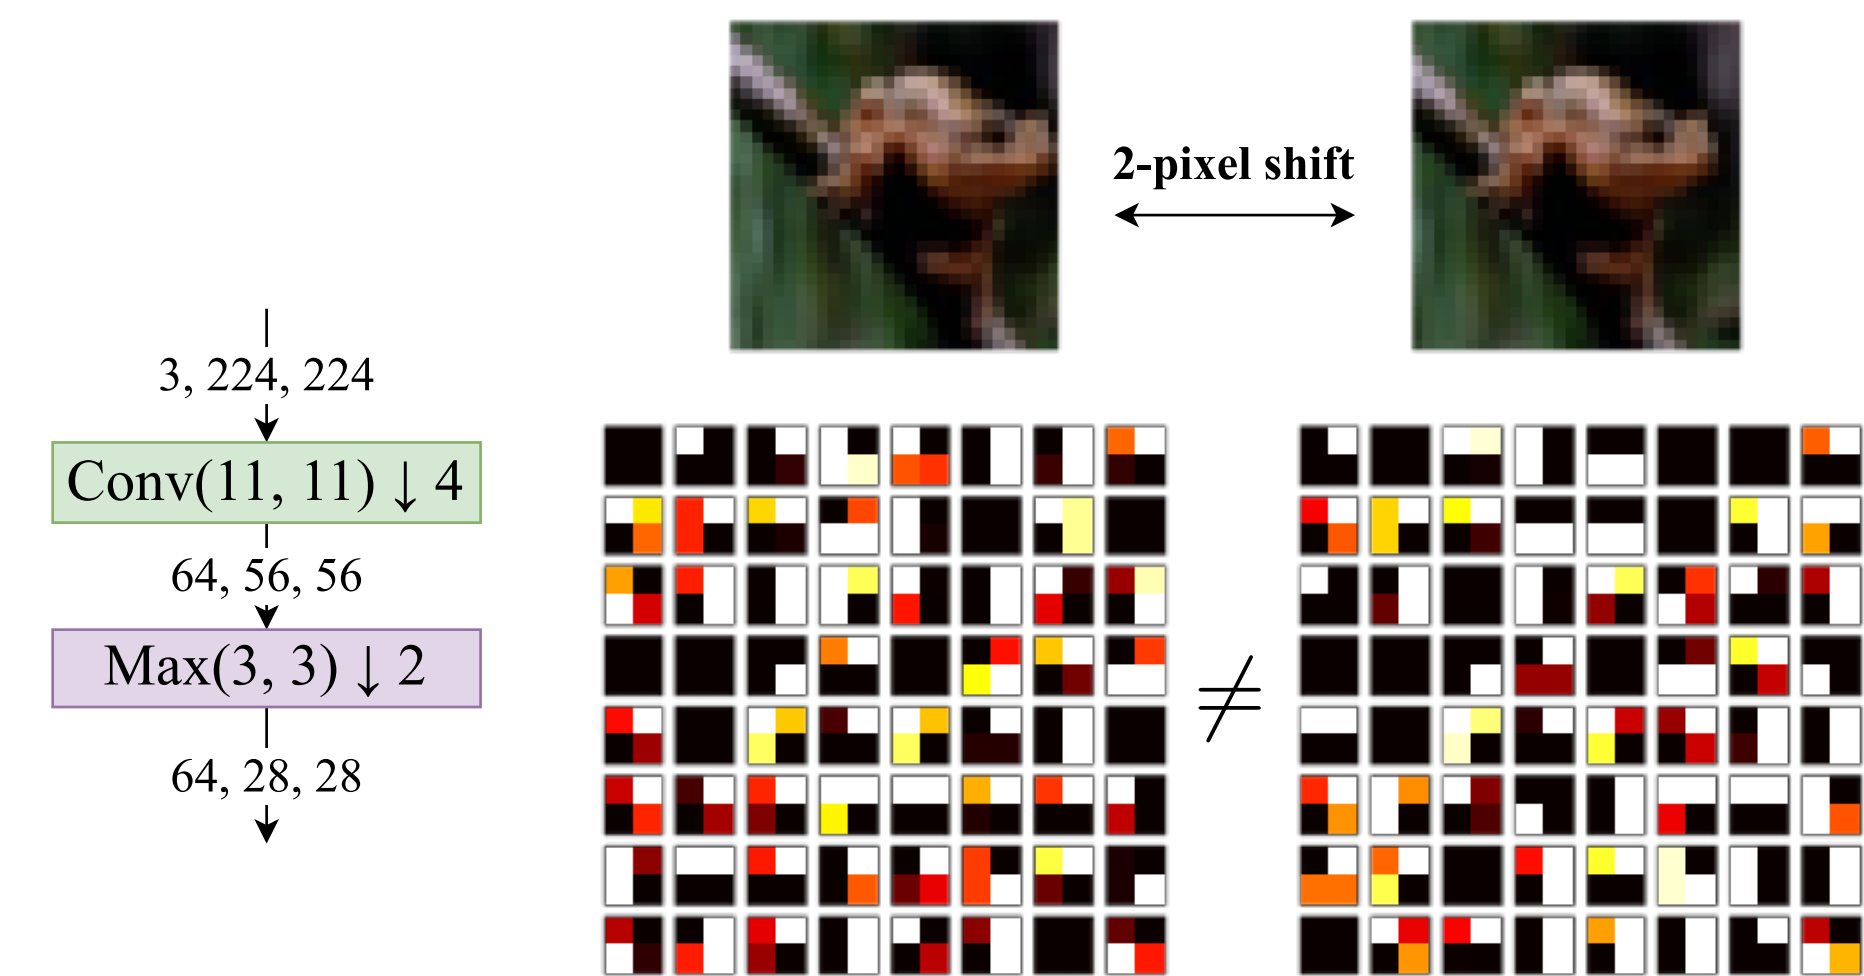 2-pixel shift
3, 224, 224
Conv(11, 11) ↓ 4
64, 56, 56
Max(3, 3) ↓ 2
64, 28, 28
≠